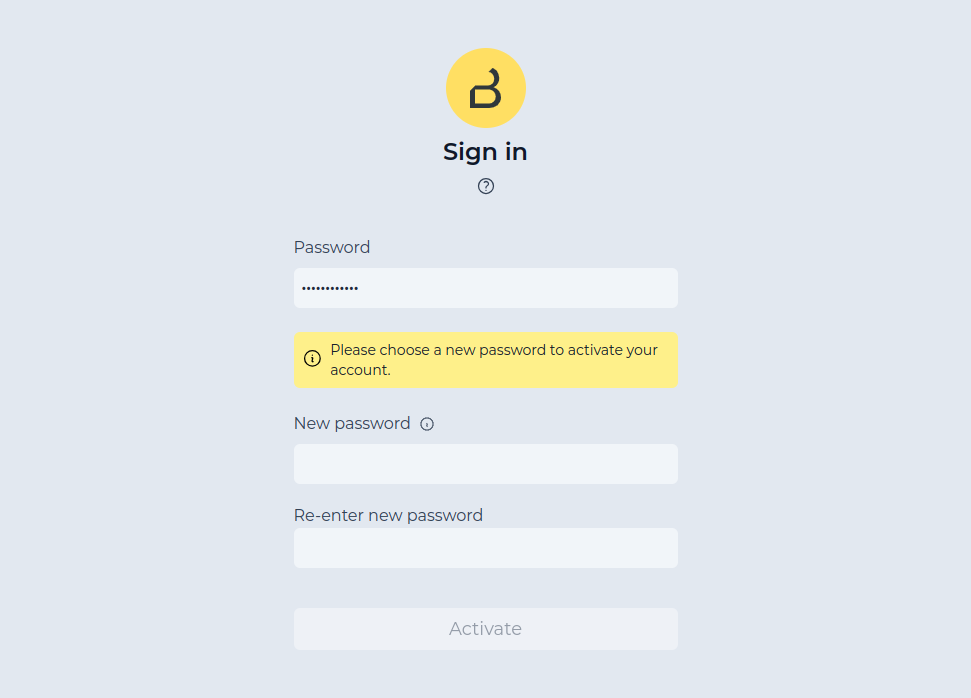 Sign in
Password
••••••••••••
Please choose a new password to activate your
account.
New password
Re-enter new password
Activate